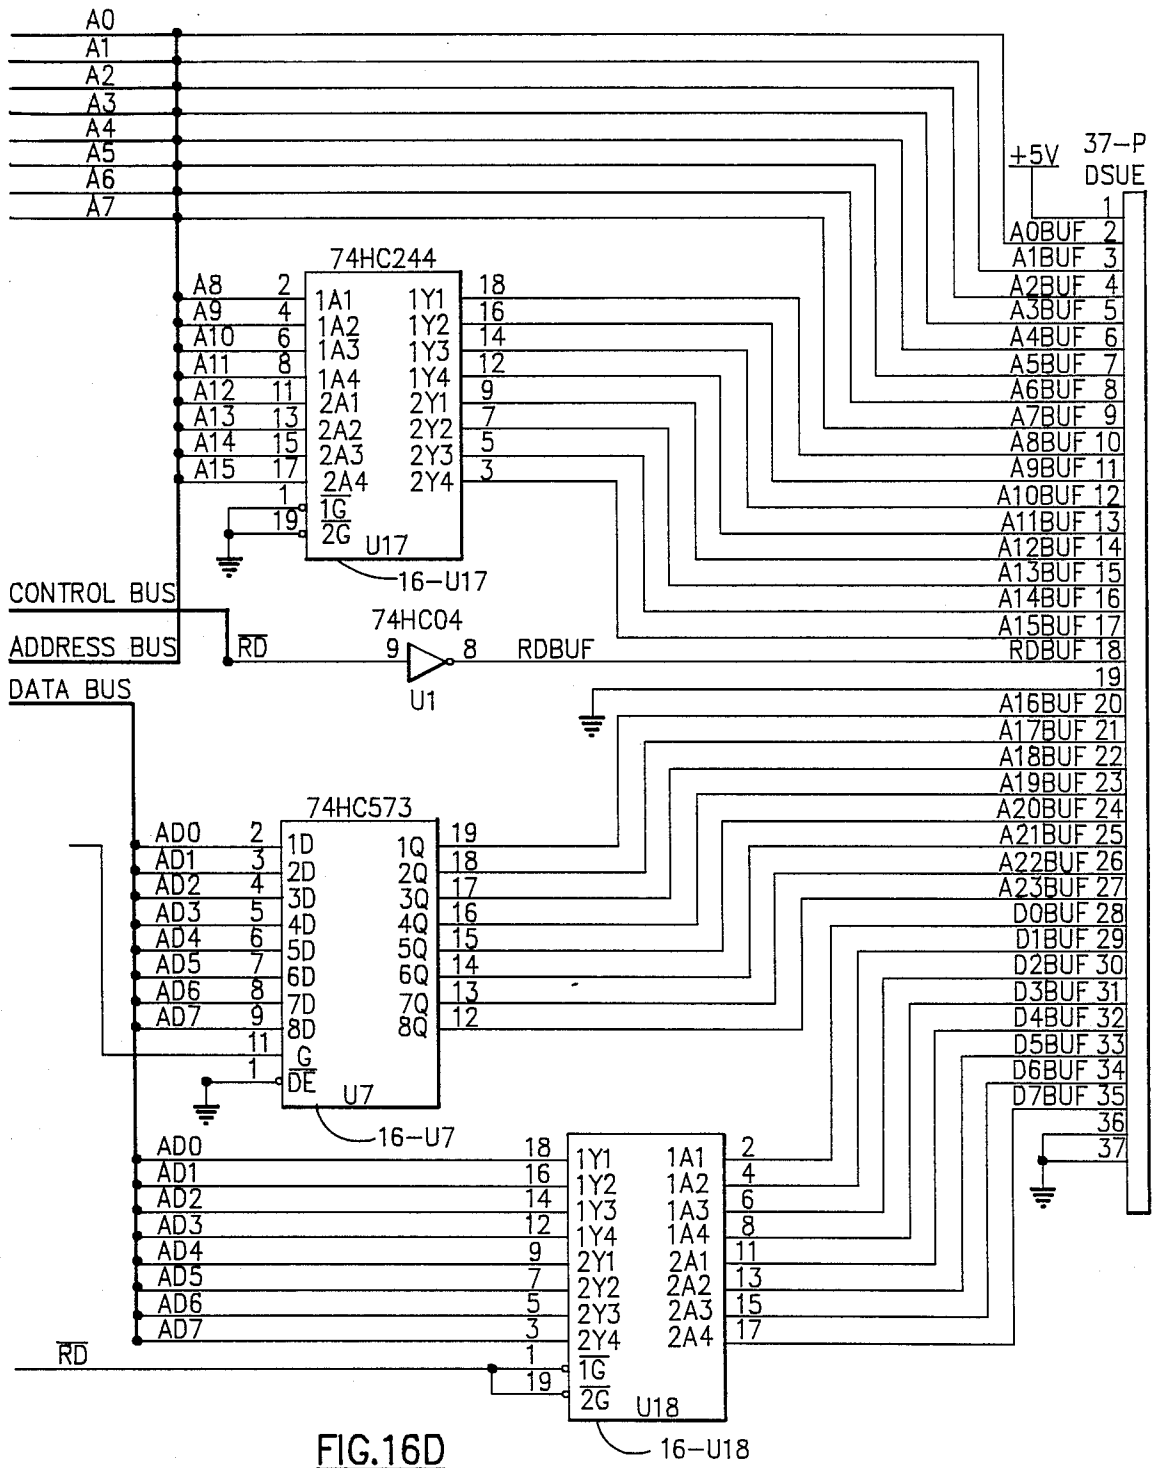 A0
A1
A2
A3
A4
A5
A6
A7
+5V
37-P
DSUE
1
A0BUF 2
A1BUF 3
A2BUF 4
A3BUF 5
A4BUF 6
A5BUF 7
A6BUF 8
A7BUF 9
A8BUF 10
A9BUF 11
A10BUF 12
A11BUF 13
A12BUF 14
A13BUF 15
A14BUF 16
A15BUF 17
RDBUF 18
19
A16BUF 20
A17BUF 21
A18BUF 22
A19BUF 23
A20BUF 24
A21BUF 25
A22BUF 26
A23BUF 27
D0BUF 28
D1BUF 29
D2BUF 30
D3BUF 31
D4BUF 32
D5BUF 33
D6BUF 34
D7BUF 35
36
37
74HC244
A8 2 1A1 1Y1 18
A9 4 1A2 1Y2 16
A10 6 1A3 1Y3 14
A11 8 1A4 1Y4 12
A12 11 2A1 2Y1 9
A13 13 2A2 2Y2 7
A14 15 2A3 2Y3 5
A15 17 2A4 2Y4 3
1 1G
19 2G
U17
16-U17
CONTROL BUS
74HC04
ADDRESS BUS
RD 9 8 RDBUF
U1
DATA BUS
74HC573
AD0 2 1D 1Q 19
AD1 3 2D 2Q 18
AD2 4 3D 3Q 17
AD3 5 4D 4Q 16
AD4 6 5D 5Q 15
AD5 7 6D 6Q 14
AD6 8 7D 7Q 13
AD7 9 8D 8Q 12
11 G
1 DE
U7
16-U7
AD0 18 1Y1 1A1 2
AD1 16 1Y2 1A2 4
AD2 14 1Y3 1A3 6
AD3 12 1Y4 1A4 8
AD4 9 2Y1 2A1 11
AD5 7 2Y2 2A2 13
AD6 5 2Y3 2A3 15
AD7 3 2Y4 2A4 17
RD 1 1G
19 2G
U18
16-U18
FIG.16D